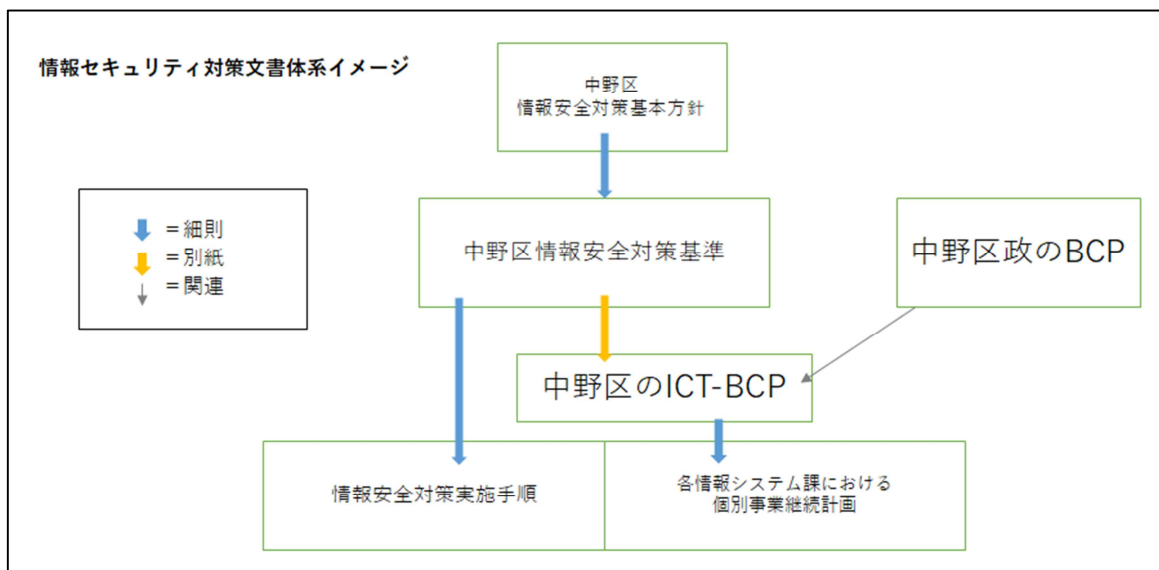 情報セキュリティ対策文書体系イメージ
中野区
情報安全対策基本方針
=細則
=別紙
=関連
中野区情報安全対策基準
中野区政のBCP
中野区のICT-BCP
情報安全対策実施手順
各情報システム課における
個別事業継続計画